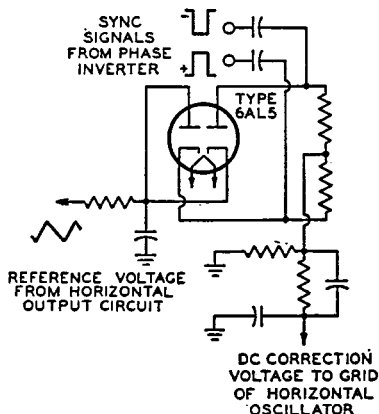 SYNC
SIGNALS
FROM PHASE
INVERTER
−
+
TYPE
6AL5
REFERENCE VOLTAGE
FROM HORIZONTAL
OUTPUT CIRCUIT
DC CORRECTION
VOLTAGE TO GRID
OF HORIZONTAL
OSCILLATOR